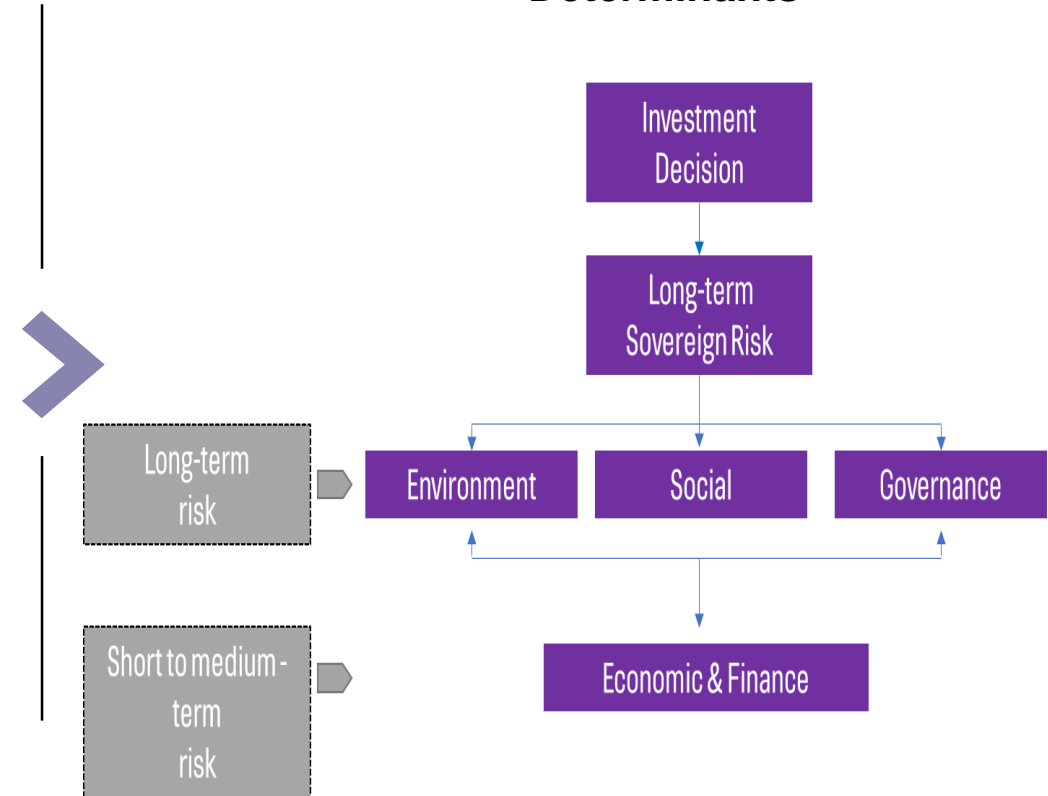 Determinants
Investment
Decision
Long-term
Sovereign Risk
Long-term
risk
Environment
Social
Governance
Short to medium -
term
risk
Economic & Finance